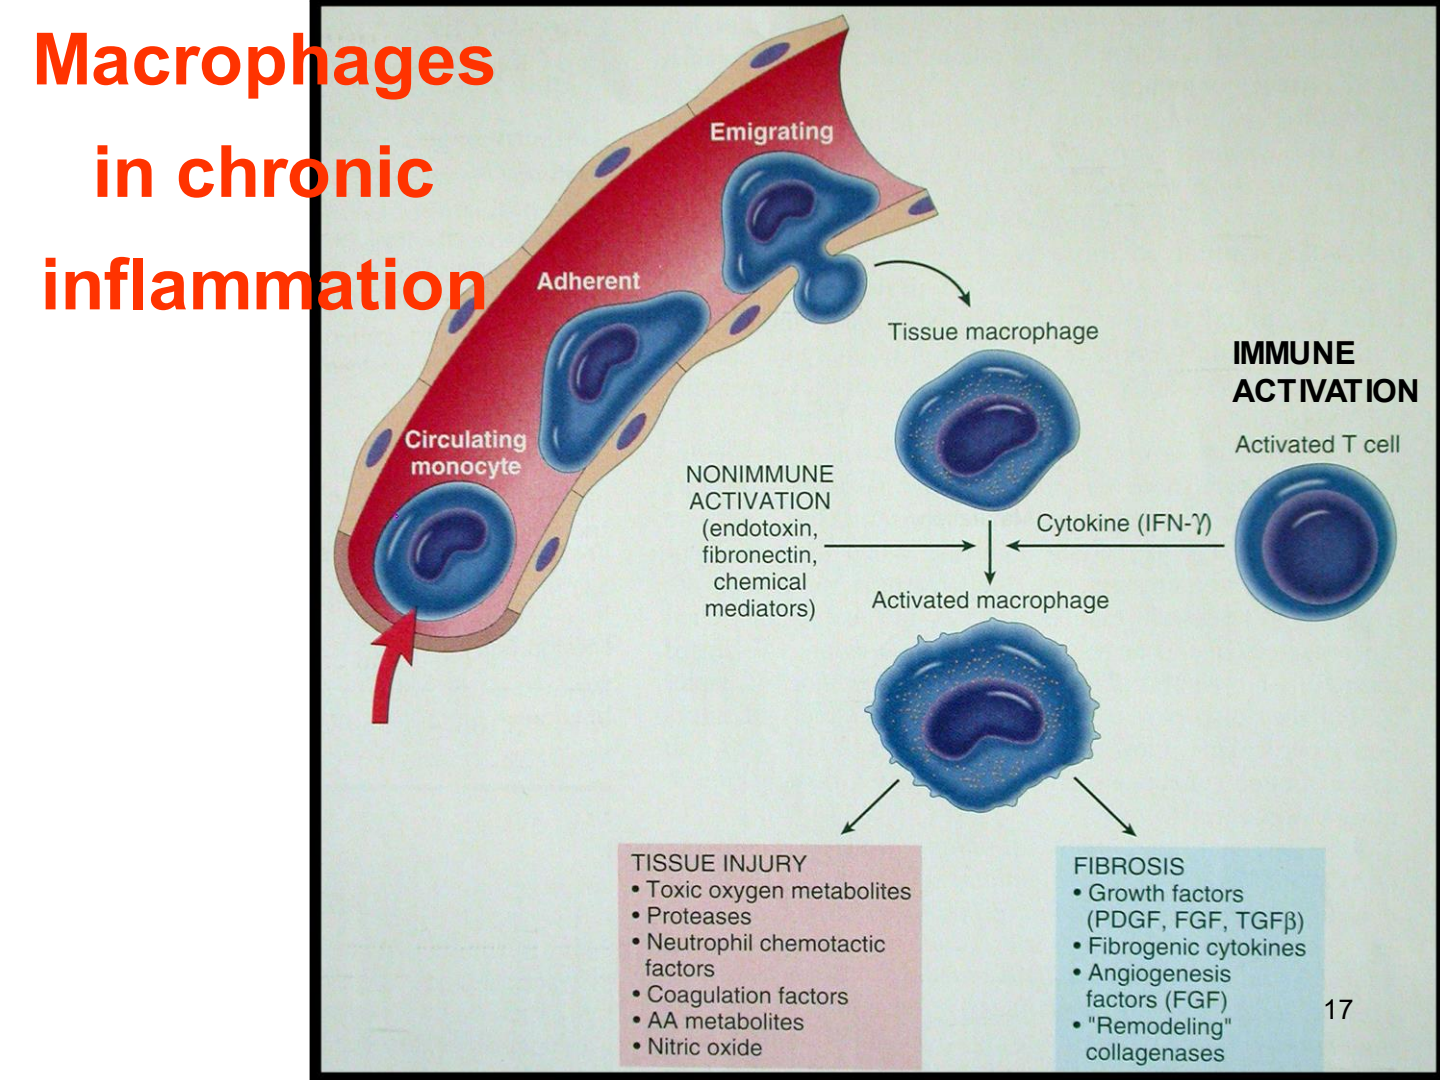 Macrophages
in chronic
inflammation
Emigrating
Adherent
Circulating
monocyte
Tissue macrophage
IMMUNE
ACTIVATION
Activated T cell
NONIMMUNE
ACTIVATION
(endotoxin,
fibronectin,
chemical
mediators)
Cytokine (IFN-γ)
Activated macrophage
TISSUE INJURY
• Toxic oxygen metabolites
• Proteases
• Neutrophil chemotactic
factors
• Coagulation factors
• AA metabolites
• Nitric oxide
FIBROSIS
• Growth factors
(PDGF, FGF, TGFβ)
• Fibrogenic cytokines
• Angiogenesis
factors (FGF)
• "Remodeling"
collagenases
17